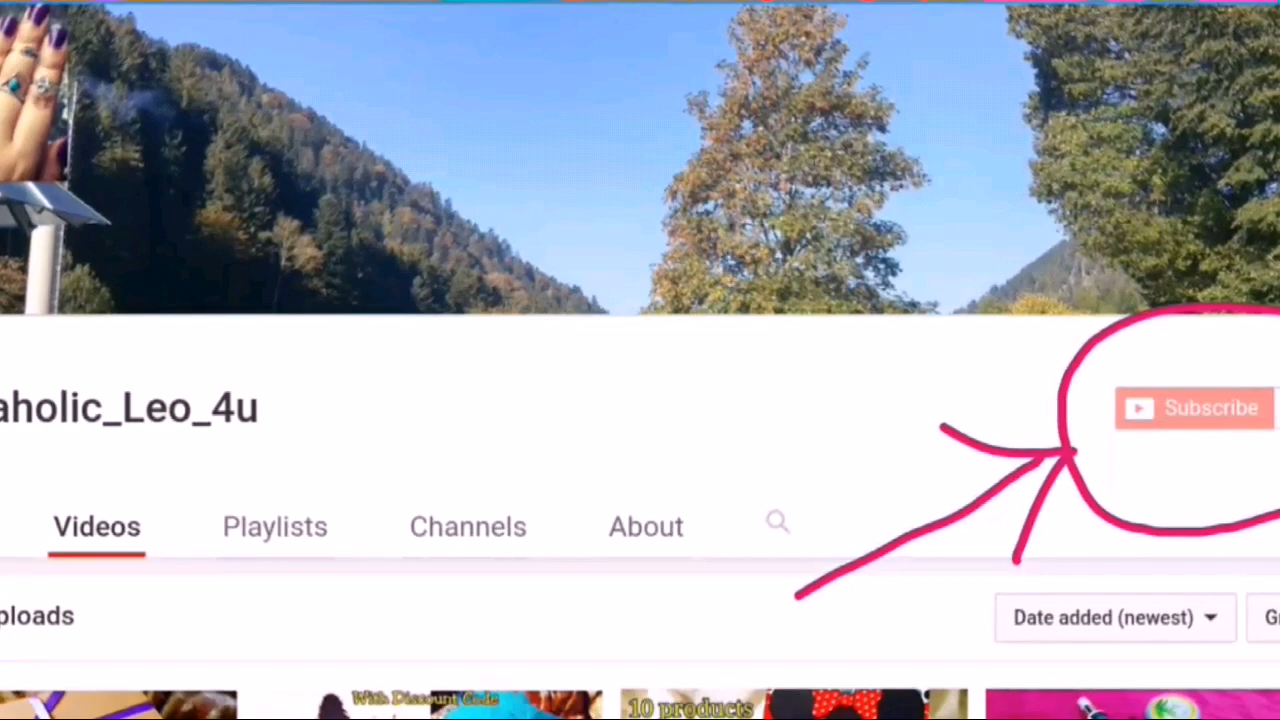 aholic_Leo_4u
Subscribe
Videos Playlists Channels About
ploads
Date added (newest)
With Discount Code
10 products